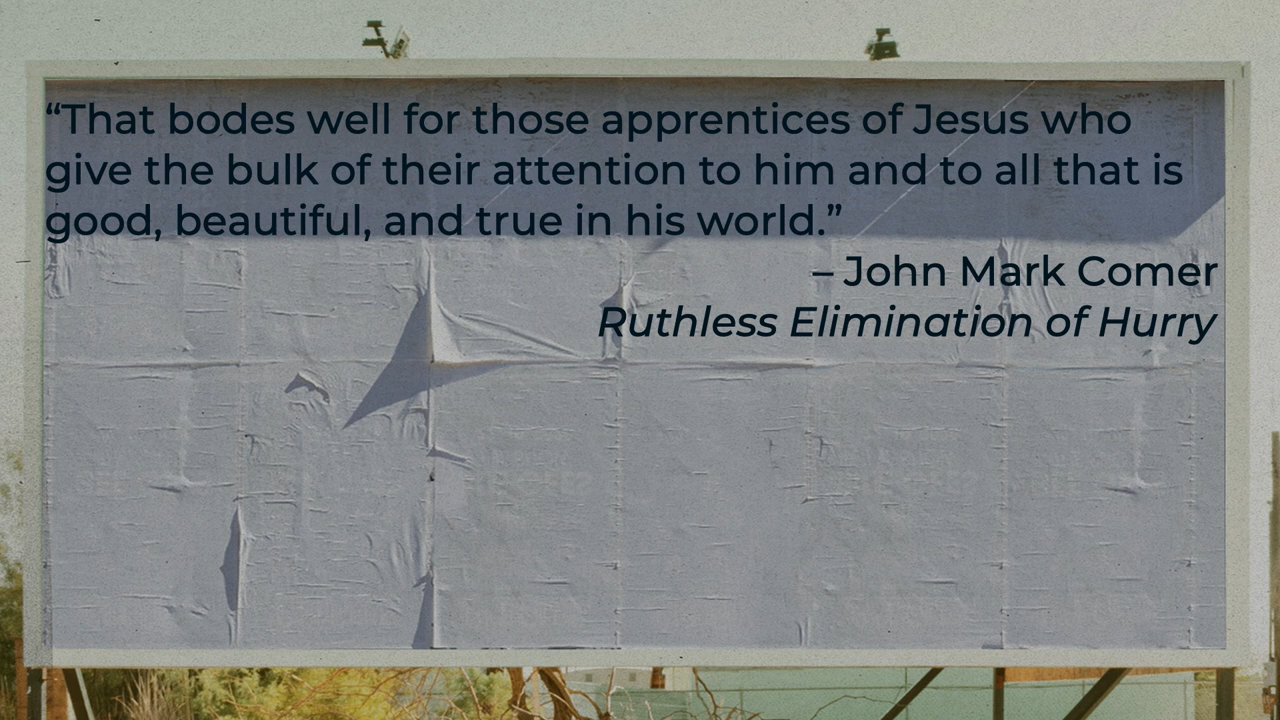 “That bodes well for those apprentices of Jesus who
give the bulk of their attention to him and to all that is
good, beautiful, and true in his world.”
– John Mark Comer
Ruthless Elimination of Hurry